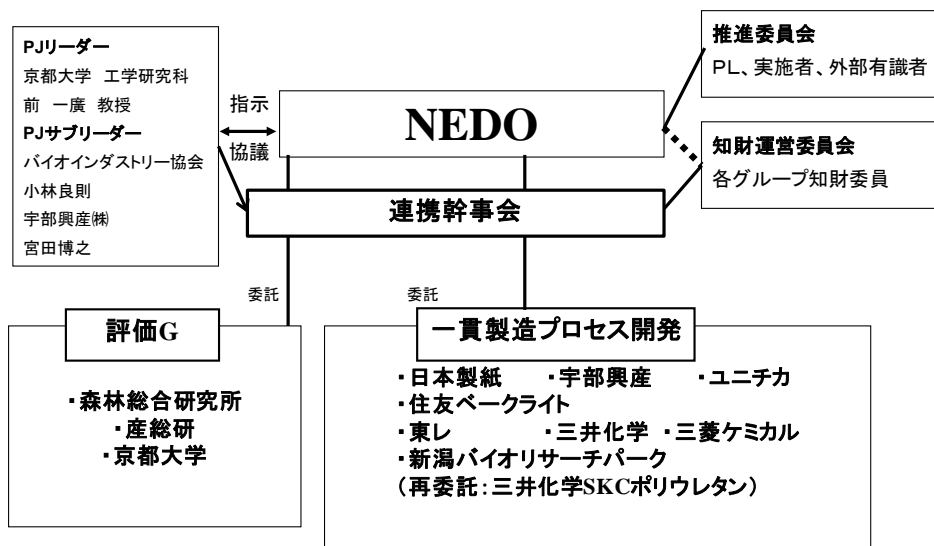 PJリーダー
京都大学　工学研究科
前　一廣　教授
PJサブリーダー
バイオインダストリー協会
小林良則
宇部興産㈱
宮田博之
指示
協議
NEDO
推進委員会
PL、実施者、外部有識者
知財運営委員会
各グループ知財委員
連携幹事会
委託
委託
評価G
・森林総合研究所
・産総研
・京都大学
一貫製造プロセス開発
・日本製紙　・宇部興産　・ユニチカ
・住友ベークライト
・東レ　・三井化学　・三菱ケミカル
・新潟バイオリサーチパーク
（再委託：三井化学SKCポリウレタン）